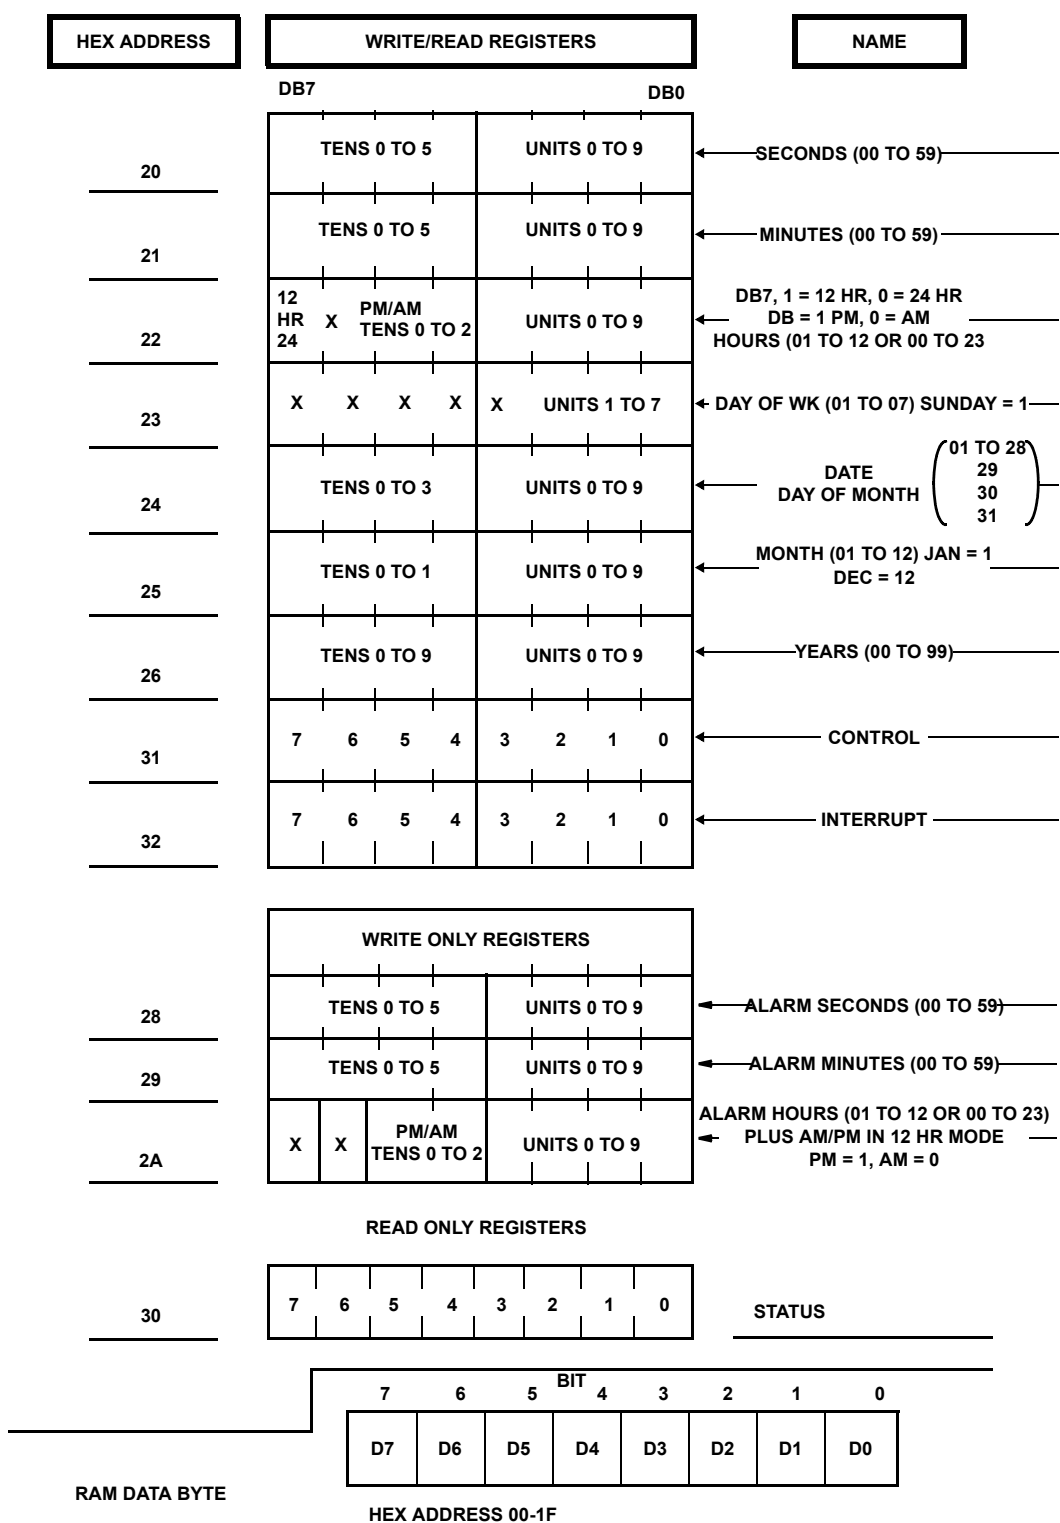 HEX ADDRESS WRITE/READ REGISTERS NAME
DB7 DB0
20 TENS 0 TO 5 UNITS 0 TO 9 SECONDS (00 TO 59)
21 TENS 0 TO 5 UNITS 0 TO 9 MINUTES (00 TO 59)
22
12
HR
24
X
PM/AM
TENS 0 TO 2
UNITS 0 TO 9
DB7, 1 = 12 HR, 0 = 24 HR
DB = 1 PM, 0 = AM
HOURS (01 TO 12 OR 00 TO 23
23 X X X X X UNITS 1 TO 7 DAY OF WK (01 TO 07) SUNDAY = 1
24 TENS 0 TO 3 UNITS 0 TO 9
DATE
DAY OF MONTH
01 TO 28
29
30
31
25 TENS 0 TO 1 UNITS 0 TO 9
MONTH (01 TO 12) JAN = 1
DEC = 12
26 TENS 0 TO 9 UNITS 0 TO 9 YEARS (00 TO 99)
31 7 6 5 4 3 2 1 0 CONTROL
32 7 6 5 4 3 2 1 0 INTERRUPT
WRITE ONLY REGISTERS
28 TENS 0 TO 5 UNITS 0 TO 9 ALARM SECONDS (00 TO 59)
29 TENS 0 TO 5 UNITS 0 TO 9 ALARM MINUTES (00 TO 59)
2A X X
PM/AM
TENS 0 TO 2
UNITS 0 TO 9
ALARM HOURS (01 TO 12 OR 00 TO 23)
PLUS AM/PM IN 12 HR MODE
PM = 1, AM = 0
READ ONLY REGISTERS
30 7 6 5 4 3 2 1 0 STATUS
BIT
7 6 5 4 3 2 1 0
D7 D6 D5 D4 D3 D2 D1 D0
RAM DATA BYTE
HEX ADDRESS 00-1F